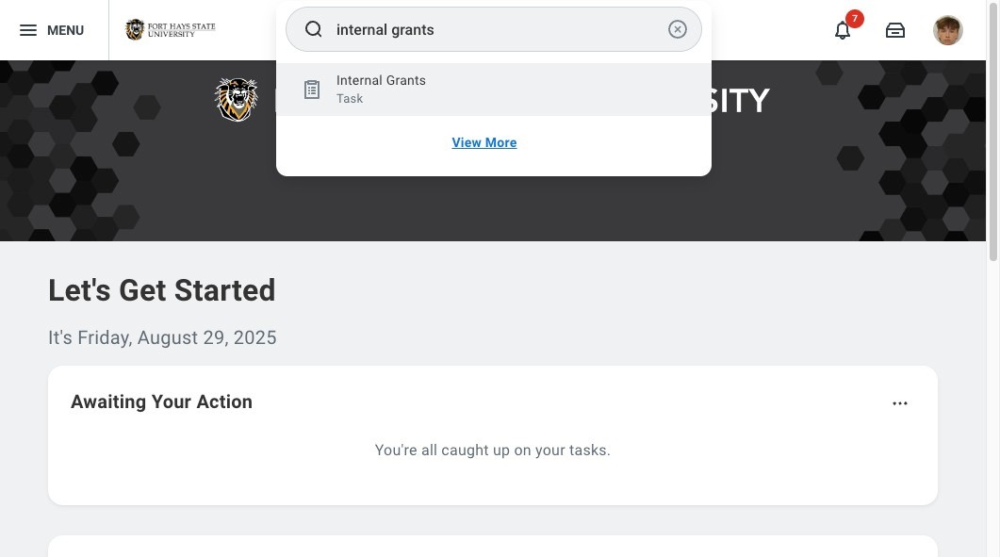 MENU
FORT HAYS STATE
UNIVERSITY
internal grants
7
Internal Grants
Task
View More
SITY
Let's Get Started
It's Friday, August 29, 2025
Awaiting Your Action
You're all caught up on your tasks.